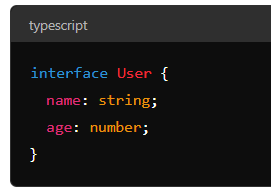 typescript
interface User {
  name: string;
  age: number;
}